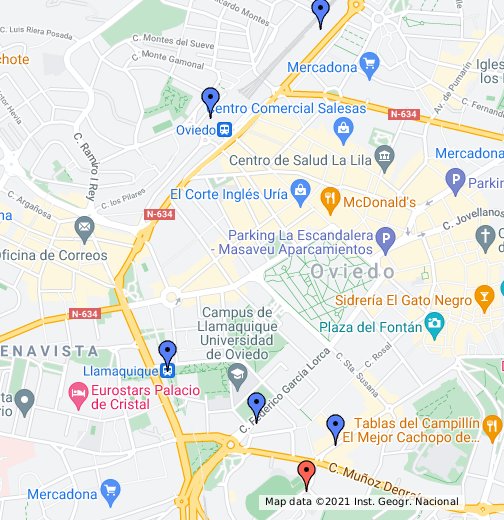 Ricardo Montes
C. Luis Riera Posada
C. Montes del Sueve
C. Monte Gamonal
chote
Mercadona
Iglesi
de los
Av. de Pumarín
Centro Comercial Salesas
N-634
Oviedo
Centro de Salud La Lila
Mercadona
C. Ramiro I Rey
Parkin
El Corte Inglés Uría
McDonald's
C. los Pilares
C. Argañosa
N-634
C. Jovellanos
Parking La Escandalera
- Masaveu Aparcamientos
Oficina de Correos
Oviedo
Sidrería El Gato Negro
N-634
Campus de
Llamaquique
Universidad
de Oviedo
Plaza del Fontán
ENAVISTA
C. Rosal
C. Sta. Susana
Llamaquique
C. Federico García Lorca
Eurostars Palacio
de Cristal
Tablas del Campillín
El Mejor Cachopo de...
C. Muñoz Degra
Mercadona
Map data ©2021 Inst. Geogr. Nacional